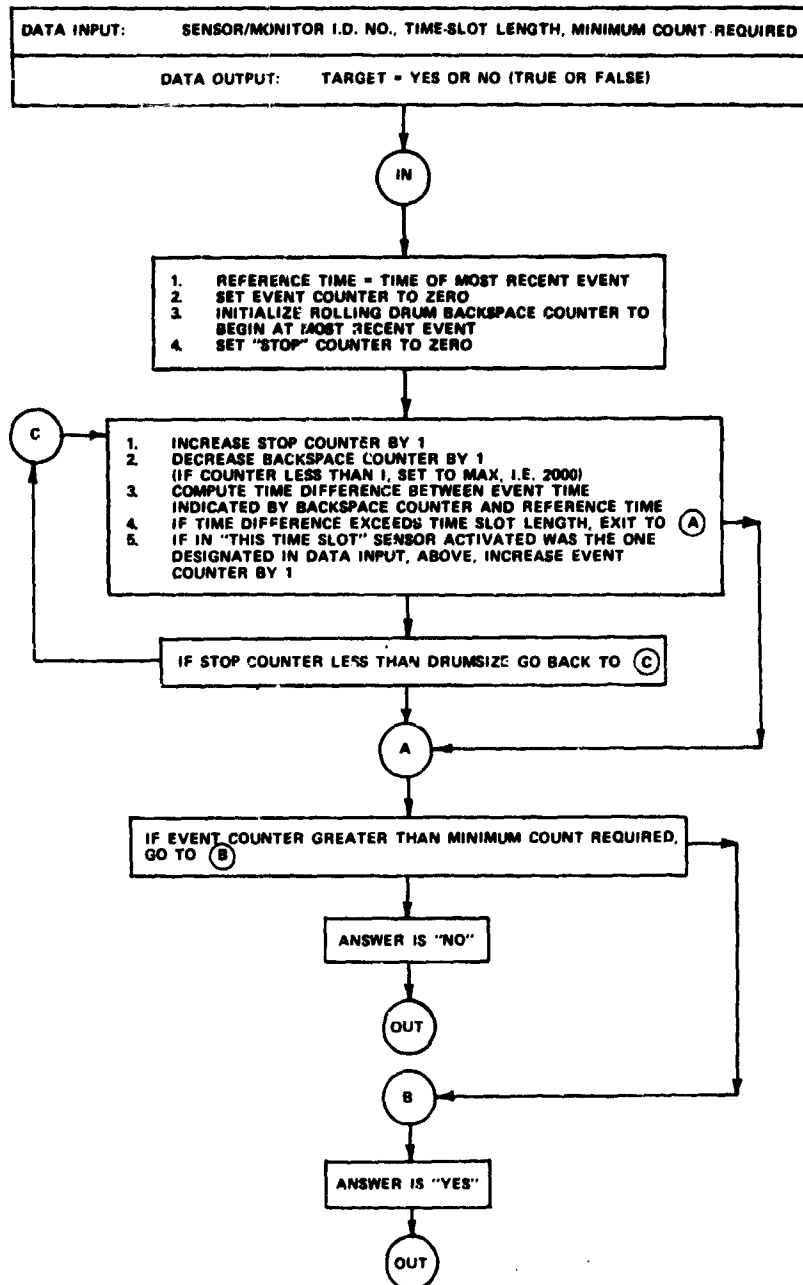 DATA INPUT: SENSOR/MONITOR I.D. NO., TIME-SLOT LENGTH, MINIMUM COUNT REQUIRED
DATA OUTPUT: TARGET = YES OR NO (TRUE OR FALSE)
IN
1. REFERENCE TIME = TIME OF MOST RECENT EVENT
2. SET EVENT COUNTER TO ZERO
3. INITIALIZE ROLLING DRUM BACKSPACE COUNTER TO
BEGIN AT MOST RECENT EVENT
4. SET "STOP" COUNTER TO ZERO
C
1. INCREASE STOP COUNTER BY 1
2. DECREASE BACKSPACE COUNTER BY 1
(IF COUNTER LESS THAN 1, SET TO MAX, I.E. 2000)
3. COMPUTE TIME DIFFERENCE BETWEEN EVENT TIME
INDICATED BY BACKSPACE COUNTER AND REFERENCE TIME
4. IF TIME DIFFERENCE EXCEEDS TIME SLOT LENGTH, EXIT TO A
5. IF IN "THIS TIME SLOT" SENSOR ACTIVATED WAS THE ONE
DESIGNATED IN DATA INPUT, ABOVE, INCREASE EVENT
COUNTER BY 1
IF STOP COUNTER LESS THAN DRUMSIZE GO BACK TO C
A
IF EVENT COUNTER GREATER THAN MINIMUM COUNT REQUIRED,
GO TO B
ANSWER IS "NO"
OUT
B
ANSWER IS "YES"
OUT